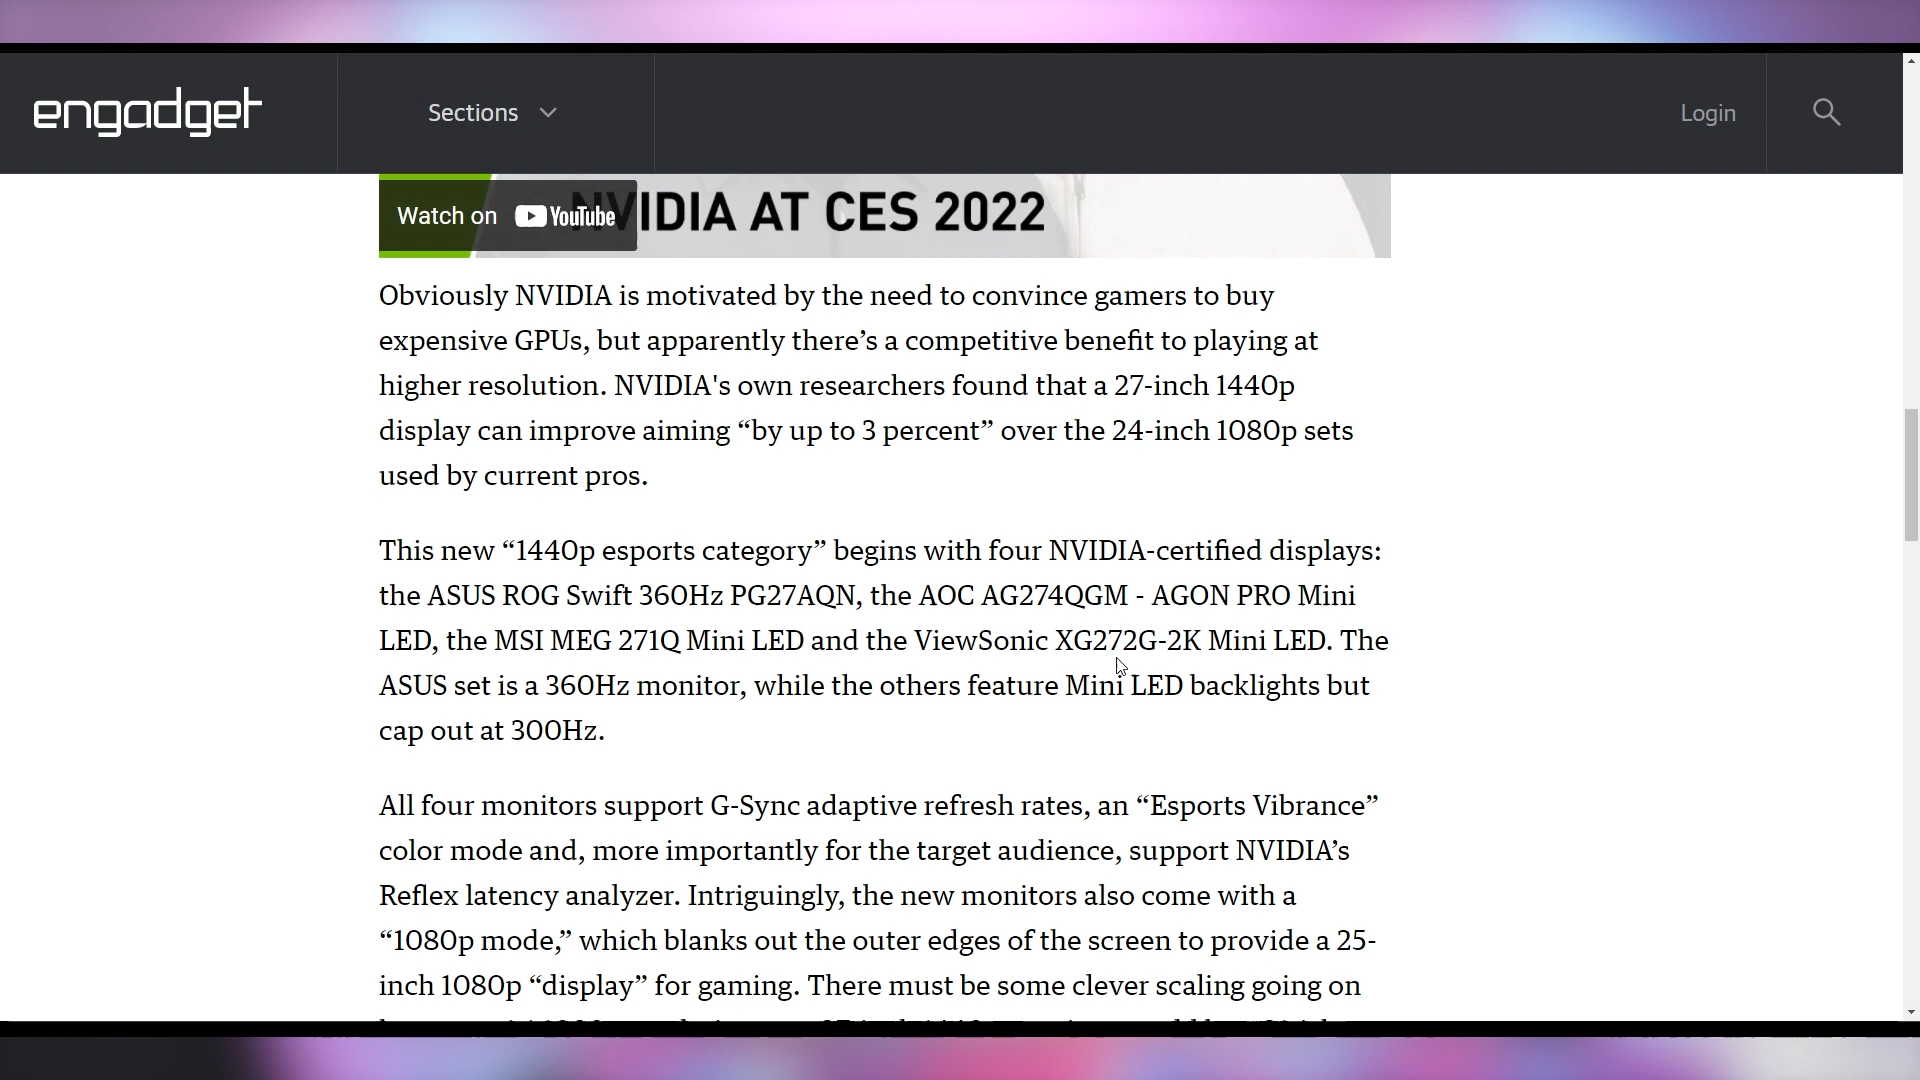 engadget
Sections
Login
Watch on YouTube
NVIDIA AT CES 2022
Obviously NVIDIA is motivated by the need to convince gamers to buy
expensive GPUs, but apparently there’s a competitive benefit to playing at
higher resolution. NVIDIA's own researchers found that a 27-inch 1440p
display can improve aiming “by up to 3 percent” over the 24-inch 1080p sets
used by current pros.
This new “1440p esports category” begins with four NVIDIA-certified displays:
the ASUS ROG Swift 360Hz PG27AQN, the AOC AG274QGM - AGON PRO Mini
LED, the MSI MEG 271Q Mini LED and the ViewSonic XG272G-2K Mini LED. The
ASUS set is a 360Hz monitor, while the others feature Mini LED backlights but
cap out at 300Hz.
All four monitors support G-Sync adaptive refresh rates, an “Esports Vibrance”
color mode and, more importantly for the target audience, support NVIDIA’s
Reflex latency analyzer. Intriguingly, the new monitors also come with a
“1080p mode,” which blanks out the outer edges of the screen to provide a 25-
inch 1080p “display” for gaming. There must be some clever scaling going on